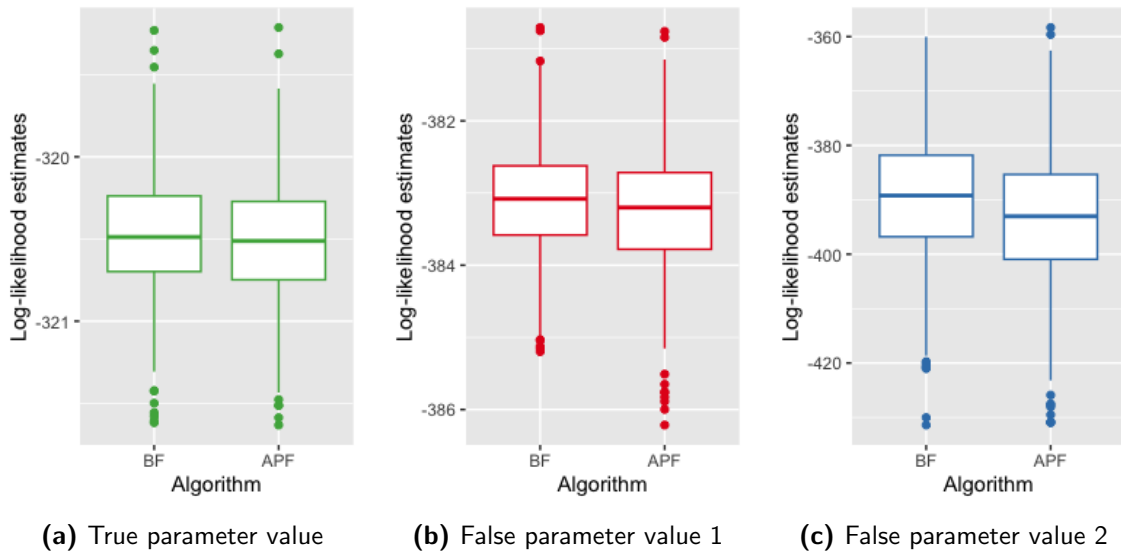 Log-likelihood estimates
-320
-321
BF
APF
Algorithm
(a) True parameter value
Log-likelihood estimates
-382
-384
-386
BF
APF
Algorithm
(b) False parameter value 1
Log-likelihood estimates
-360
-380
-400
-420
BF
APF
Algorithm
(c) False parameter value 2